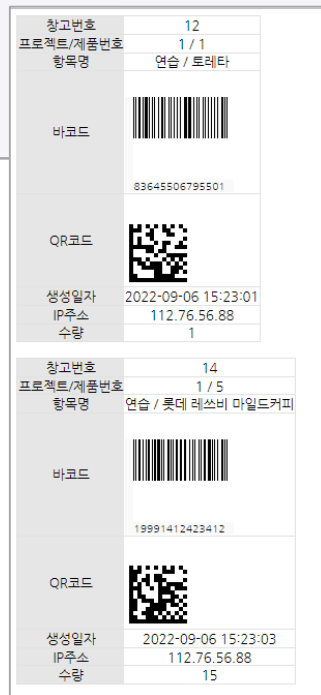 창고번호 12
프로젝트/제품번호 1 / 1
항목명 연습 / 토레타
바코드
83645506795501
QR코드
생성일자 2022-09-06 15:23:01
IP주소 112.76.56.88
수량 1
창고번호 14
프로젝트/제품번호 1 / 5
항목명 연습 / 롯데 레쓰비 마일드커피
바코드
19991412423412
QR코드
생성일자 2022-09-06 15:23:03
IP주소 112.76.56.88
수량 15